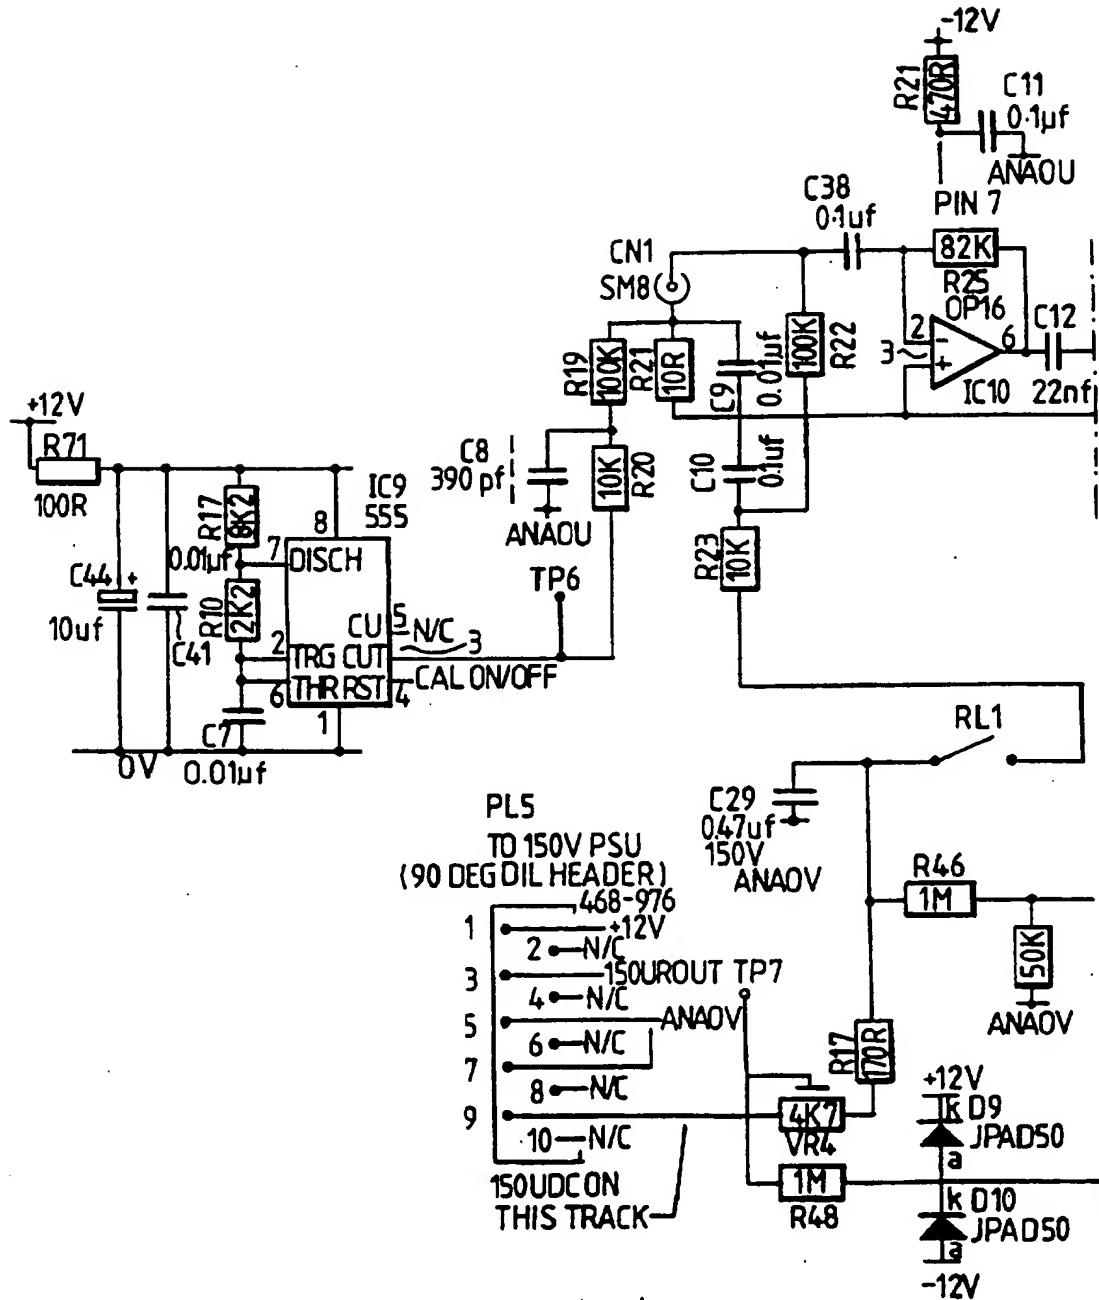 -12V
R21
470R
C11
0.1µf
ANAOU
PIN 7
C38
0.1uf
CN1
SM8
82K
R25
OP16
2
3
-
+
6
IC10
C12
22nf
R19
100K
R21
10R
C9
0.01uf
100K
R22
+12V
R71
100R
C8
390 pf
ANAOU
10K
R20
C10
0.1uf
R23
10K
IC9
555
R17
8K2
8
0.01µf
7
DISCH
C44
+
10uf
R10
2K2
C41
TP6
CU
5
N/C
2
TRG
CUT
3
6
THR
RST
4
CAL ON/OFF
1
C7
0V
0.01µf
RL1
PL5
TO 150V PSU
(90 DEG DIL HEADER)
468-976
C29
0.47uf
150V
ANAOV
R46
1M
50K
ANAOV
1
+12V
2
N/C
3
150UROUT
TP7
4
N/C
5
ANAOV
6
N/C
7
8
N/C
9
10
N/C
150UDC ON
THIS TRACK
R17
170R
4K7
VR4
1M
R48
+12V
k
D9
JPAD50
a
k
D10
JPAD50
a
-12V